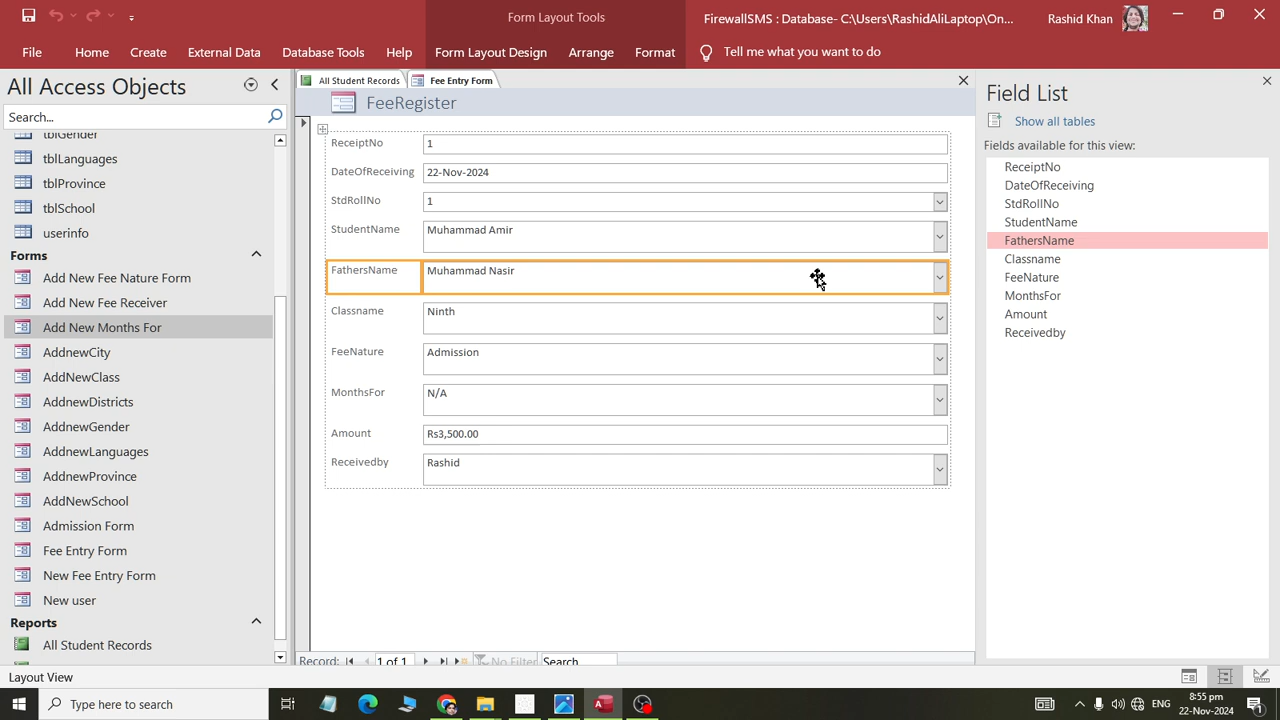 Form Layout Tools
FirewallSMS : Database- C:\Users\RashidAliLaptop\On...
Rashid Khan
File Home Create External Data Database Tools Help Form Layout Design Arrange Format Tell me what you want to do
All Access Objects
Search...
tblGender
tblLanguages
tblProvince
tblSchool
userinfo
Forms
Add New Fee Nature Form
Add New Fee Receiver
Add New Months For
AddnewCity
AddNewClass
AddnewDistricts
AddnewGender
AddnewLanguages
AddnewProvince
AddNewSchool
Admission Form
Fee Entry Form
New Fee Entry Form
New user
Reports
All Student Records
All Student Records Fee Entry Form
FeeRegister
ReceiptNo 1
DateOfReceiving 22-Nov-2024
StdRollNo 1
StudentName Muhammad Amir
FathersName Muhammad Nasir
Classname Ninth
FeeNature Admission
MonthsFor N/A
Amount Rs3,500.00
Receivedby Rashid
Record: 1 of 1 No Filter Search
Field List
Show all tables
Fields available for this view:
ReceiptNo
DateOfReceiving
StdRollNo
StudentName
FathersName
Classname
FeeNature
MonthsFor
Amount
Receivedby
Layout View
Type here to search
ENG
8:55 pm
22-Nov-2024